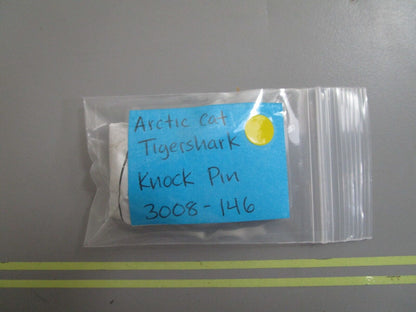 Arctic Cat
Tigershark
Knock Pin
3008-146